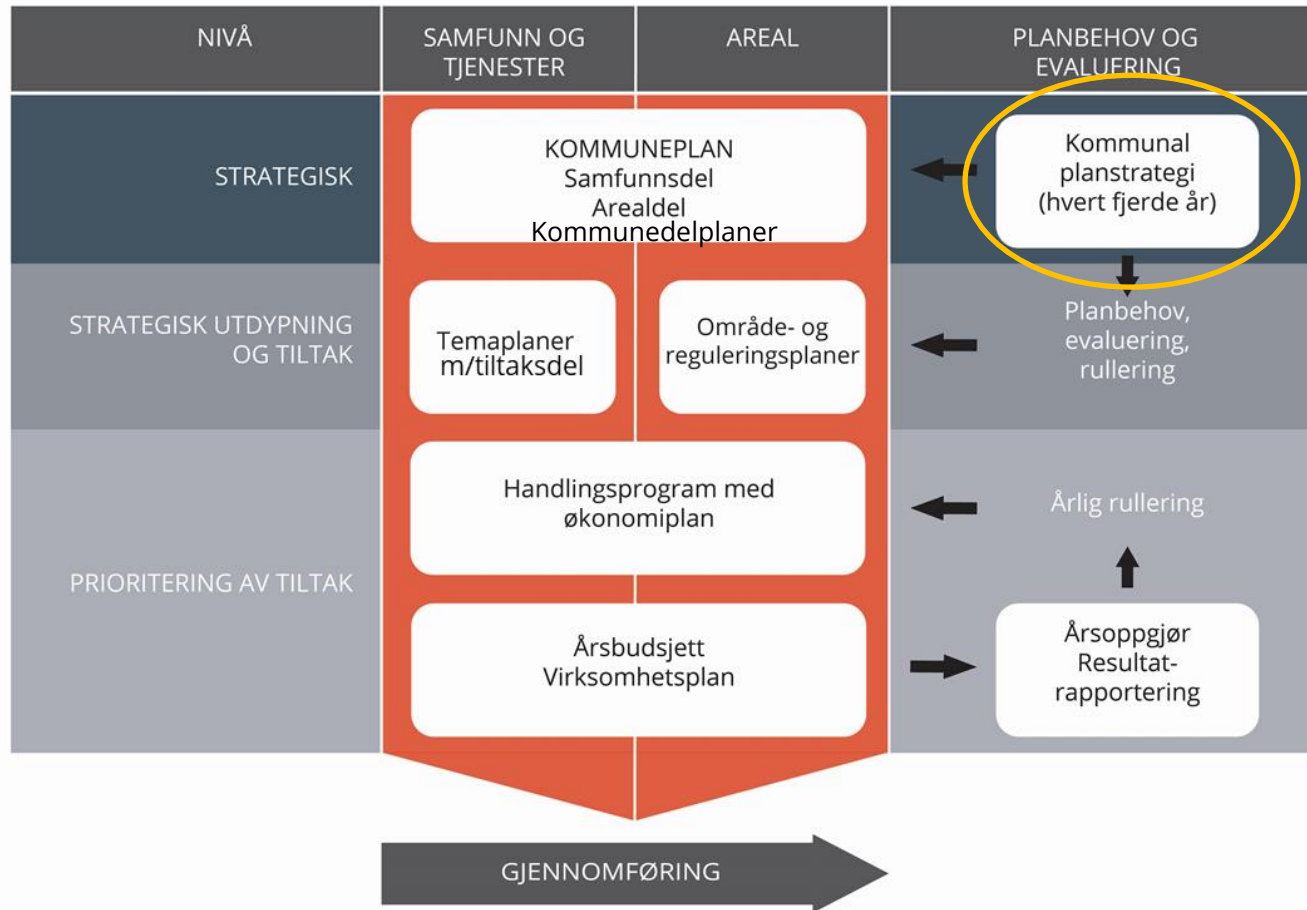 NIVÅ
SAMFUNN OG
TJENESTER
AREAL
PLANBEHOV OG
EVALUERING
STRATEGISK
KOMMUNEPLAN
Samfunnsdel
Arealdel
Kommunedelplaner
Kommunal
planstrategi
(hvert fjerde år)
STRATEGISK UTDYPNING
OG TILTAK
Temaplaner
m/tiltaksdel
Område- og
reguleringsplaner
Planbehov,
evaluering,
rullering
PRIORITERING AV TILTAK
Handlingsprogram med
økonomiplan
Årlig rullering
Årsbudsjett
Virksomhetsplan
Årsoppgjør
Resultat-
rapportering
GJENNOMFØRING